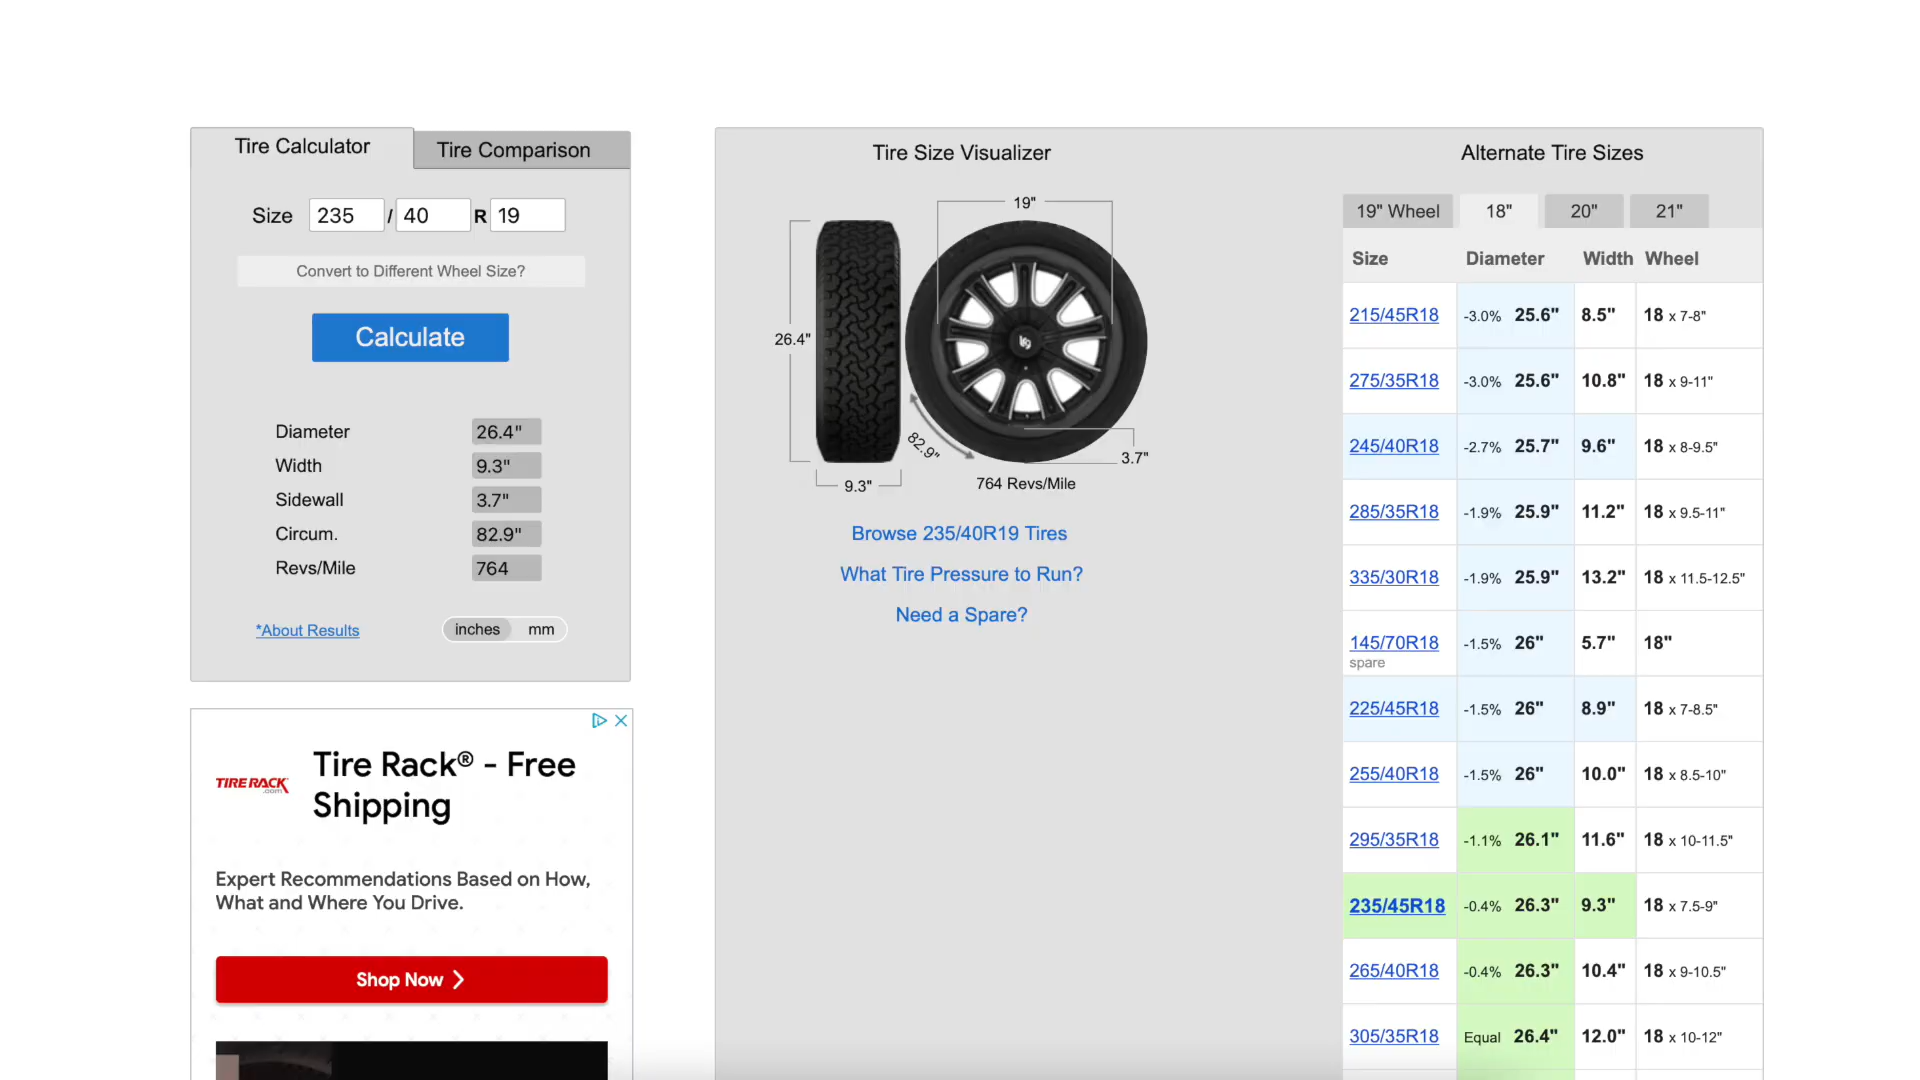 Tire Calculator
Tire Comparison
Size 235 / 40 R 19
Convert to Different Wheel Size?
Calculate
Diameter 26.4"
Width 9.3"
Sidewall 3.7"
Circum. 82.9"
Revs/Mile 764
*About Results
inches mm
TIRE RACK
.com
Tire Rack® - Free
Shipping
Expert Recommendations Based on How,
What and Where You Drive.
Shop Now
Tire Size Visualizer
19"
26.4"
82.9"
3.7"
9.3"
764 Revs/Mile
Browse 235/40R19 Tires
What Tire Pressure to Run?
Need a Spare?
Alternate Tire Sizes
19" Wheel 18" 20" 21"
Size Diameter Width Wheel
215/45R18 -3.0% 25.6" 8.5" 18 x 7-8"
275/35R18 -3.0% 25.6" 10.8" 18 x 9-11"
245/40R18 -2.7% 25.7" 9.6" 18 x 8-9.5"
285/35R18 -1.9% 25.9" 11.2" 18 x 9.5-11"
335/30R18 -1.9% 25.9" 13.2" 18 x 11.5-12.5"
145/70R18 -1.5% 26" 5.7" 18"
spare
225/45R18 -1.5% 26" 8.9" 18 x 7-8.5"
255/40R18 -1.5% 26" 10.0" 18 x 8.5-10"
295/35R18 -1.1% 26.1" 11.6" 18 x 10-11.5"
235/45R18 -0.4% 26.3" 9.3" 18 x 7.5-9"
265/40R18 -0.4% 26.3" 10.4" 18 x 9-10.5"
305/35R18 Equal 26.4" 12.0" 18 x 10-12"